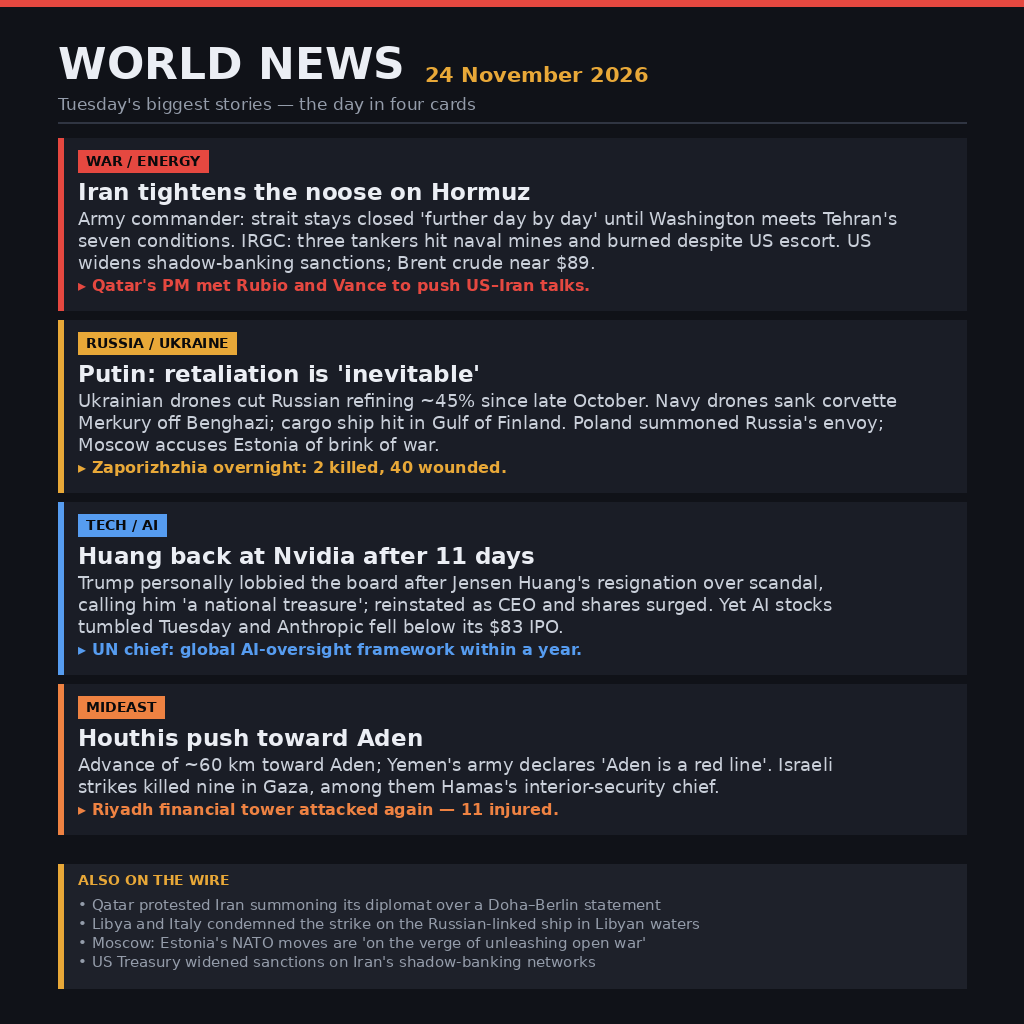 WORLD NEWS 24 November 2026
Tuesday's biggest stories — the day in four cards
WAR / ENERGY
Iran tightens the noose on Hormuz
Army commander: strait stays closed 'further day by day' until Washington meets Tehran's
seven conditions. IRGC: three tankers hit naval mines and burned despite US escort. US
widens shadow-banking sanctions; Brent crude near $89.
▸ Qatar's PM met Rubio and Vance to push US–Iran talks.
RUSSIA / UKRAINE
Putin: retaliation is 'inevitable'
Ukrainian drones cut Russian refining ~45% since late October. Navy drones sank corvette
Merkury off Benghazi; cargo ship hit in Gulf of Finland. Poland summoned Russia's envoy;
Moscow accuses Estonia of brink of war.
▸ Zaporizhzhia overnight: 2 killed, 40 wounded.
TECH / AI
Huang back at Nvidia after 11 days
Trump personally lobbied the board after Jensen Huang's resignation over scandal,
calling him 'a national treasure'; reinstated as CEO and shares surged. Yet AI stocks
tumbled Tuesday and Anthropic fell below its $83 IPO.
▸ UN chief: global AI-oversight framework within a year.
MIDEAST
Houthis push toward Aden
Advance of ~60 km toward Aden; Yemen's army declares 'Aden is a red line'. Israeli
strikes killed nine in Gaza, among them Hamas's interior-security chief.
▸ Riyadh financial tower attacked again — 11 injured.
ALSO ON THE WIRE
• Qatar protested Iran summoning its diplomat over a Doha–Berlin statement
• Libya and Italy condemned the strike on the Russian-linked ship in Libyan waters
• Moscow: Estonia's NATO moves are 'on the verge of unleashing open war'
• US Treasury widened sanctions on Iran's shadow-banking networks